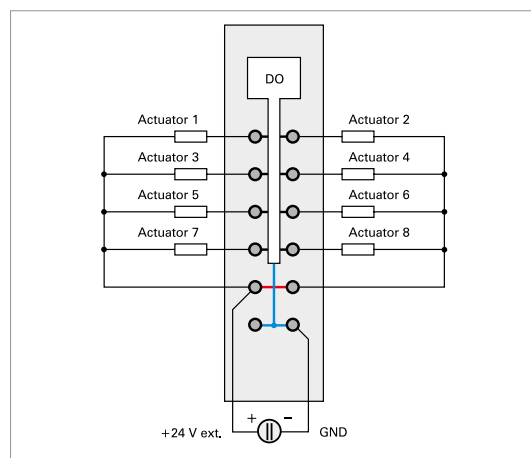 DO
Actuator 1
Actuator 2
Actuator 3
Actuator 4
Actuator 5
Actuator 6
Actuator 7
Actuator 8
+ −
+24 V ext.
GND